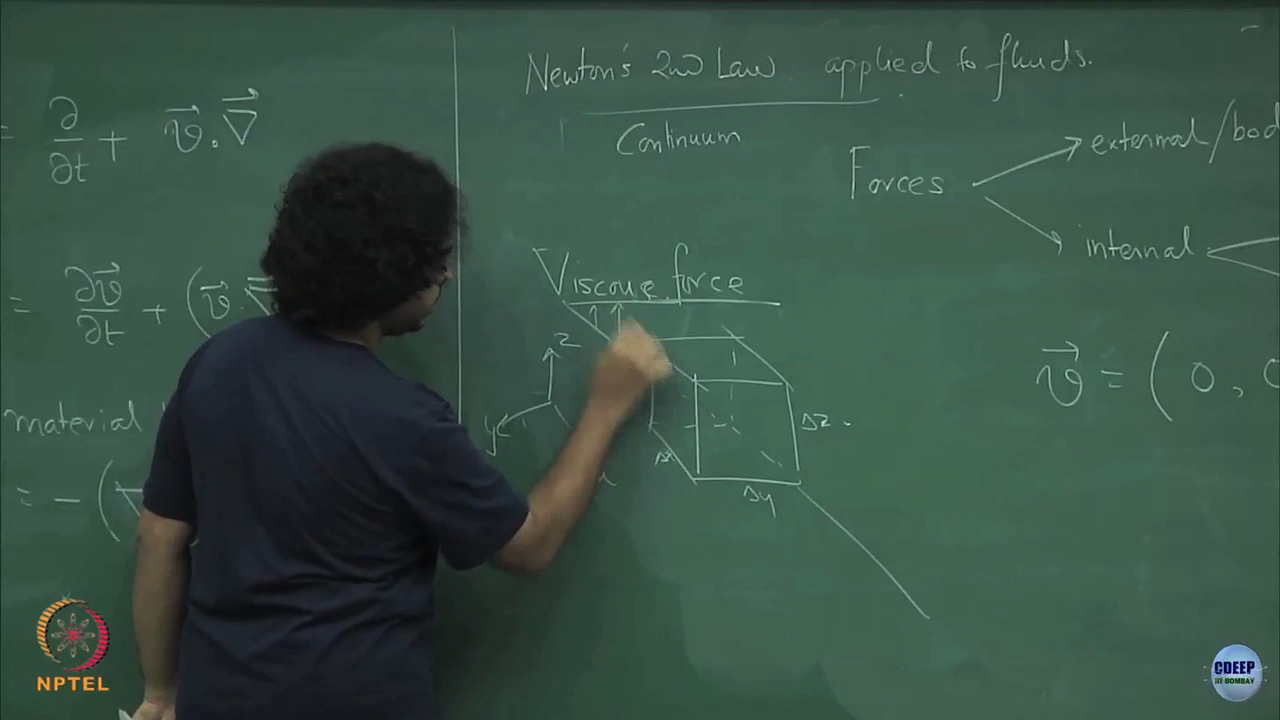 = ∂/∂t + v⃗.∇⃗
= ∂v⃗/∂t + (v⃗.
material
= - (
Newton's 2nd Law applied to fluids.
Continuum
Forces
external/bod
internal
Viscous force
z
y
x
Δx
Δy
Δz.
v⃗ = ( 0 ,
NPTEL
CDEEP
IIT BOMBAY